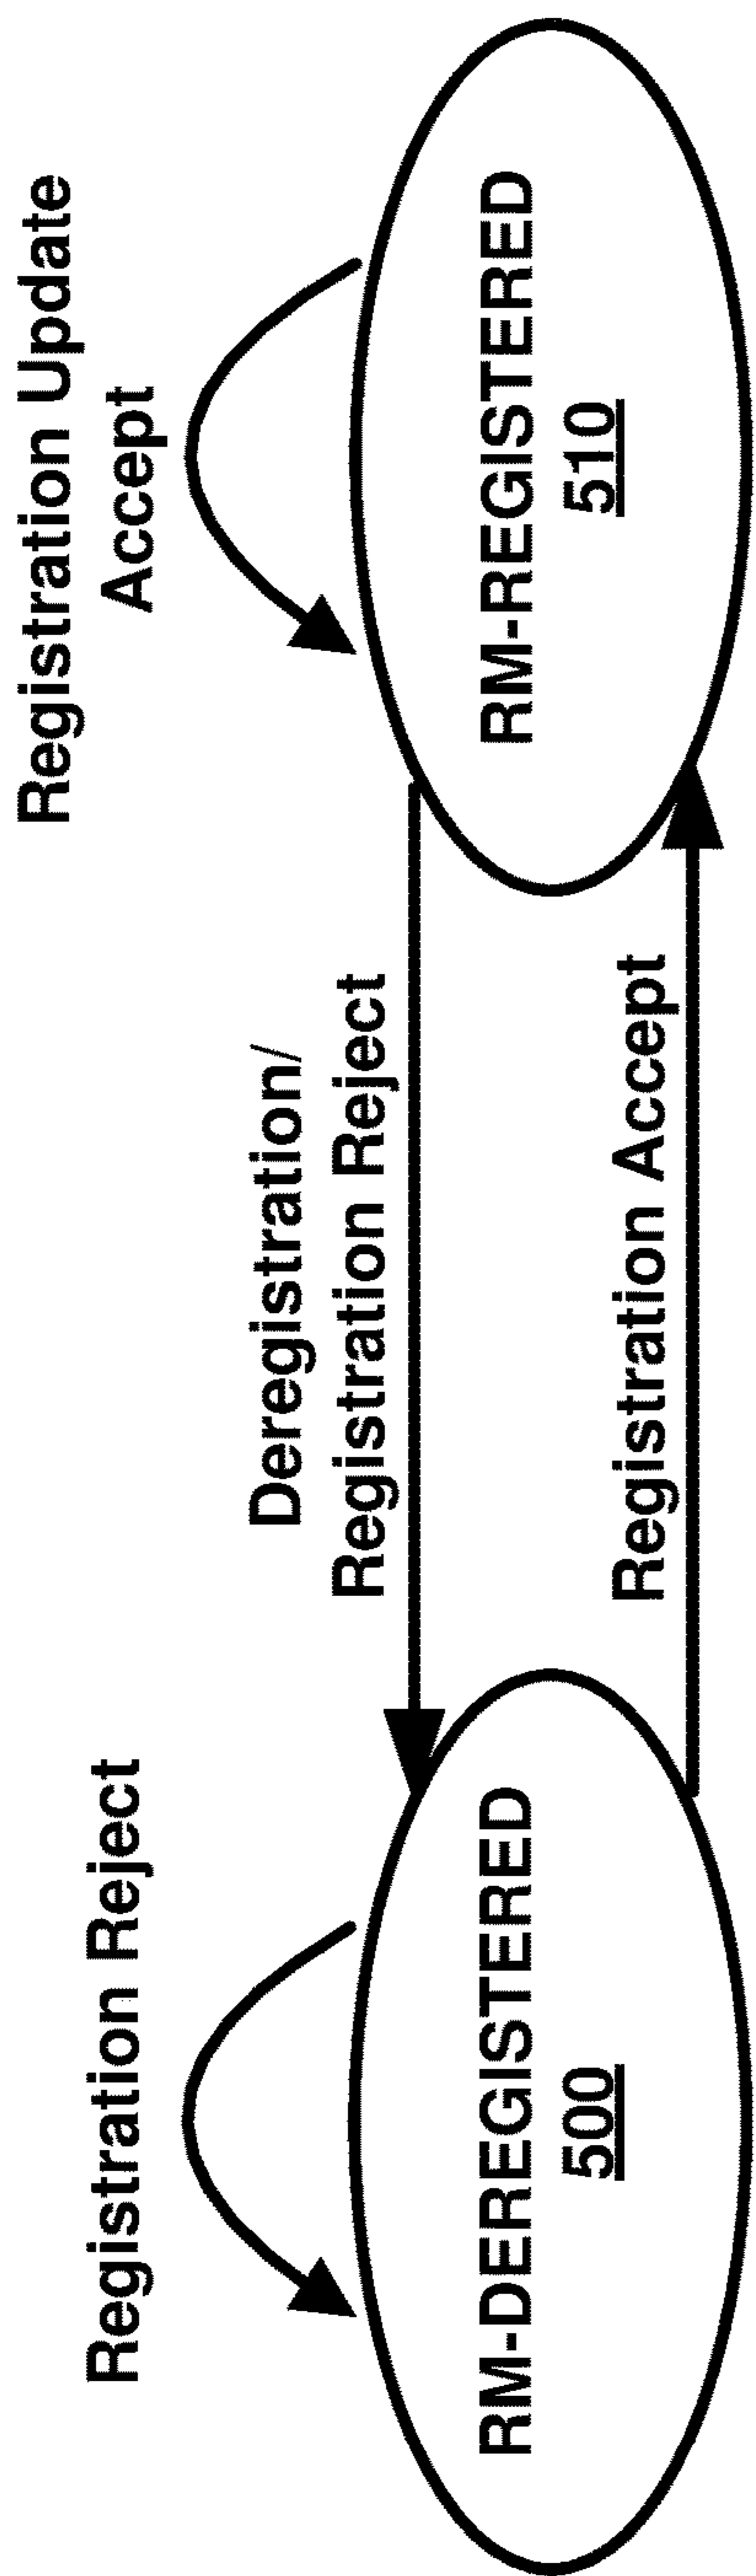 Registration Reject
RM-DEREGISTERED
500
Deregistration/
Registration Reject
Registration Accept
Registration Update
Accept
RM-REGISTERED
510